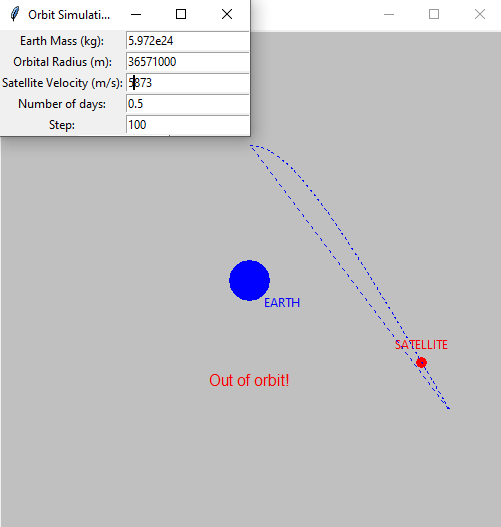 Orbit Simulati...
Earth Mass (kg): 5.972e24
Orbital Radius (m): 36571000
Satellite Velocity (m/s): 5873
Number of days: 0.5
Step: 100
EARTH
SATELLITE
Out of orbit!